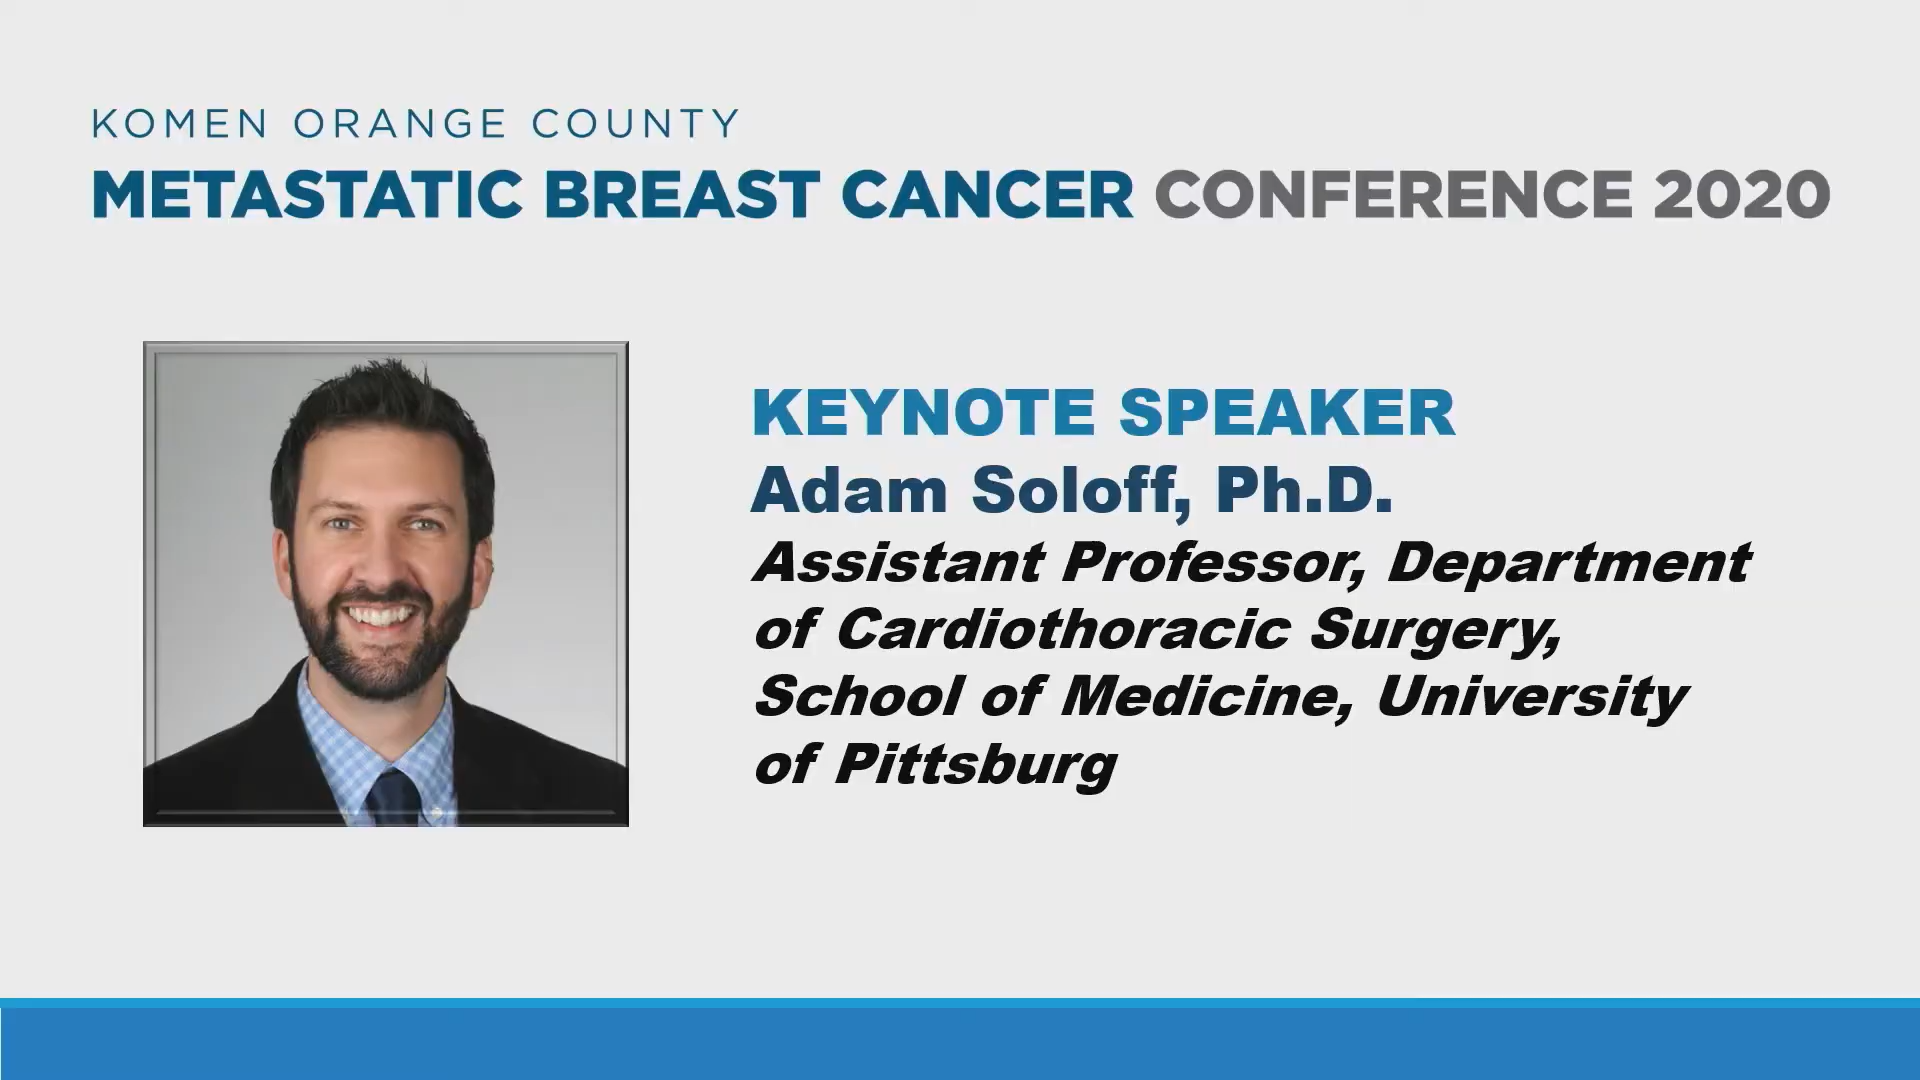 KOMEN ORANGE COUNTY
METASTATIC BREAST CANCER CONFERENCE 2020
KEYNOTE SPEAKER
Adam Soloff, Ph.D.
Assistant Professor, Department
of Cardiothoracic Surgery,
School of Medicine, University
of Pittsburg